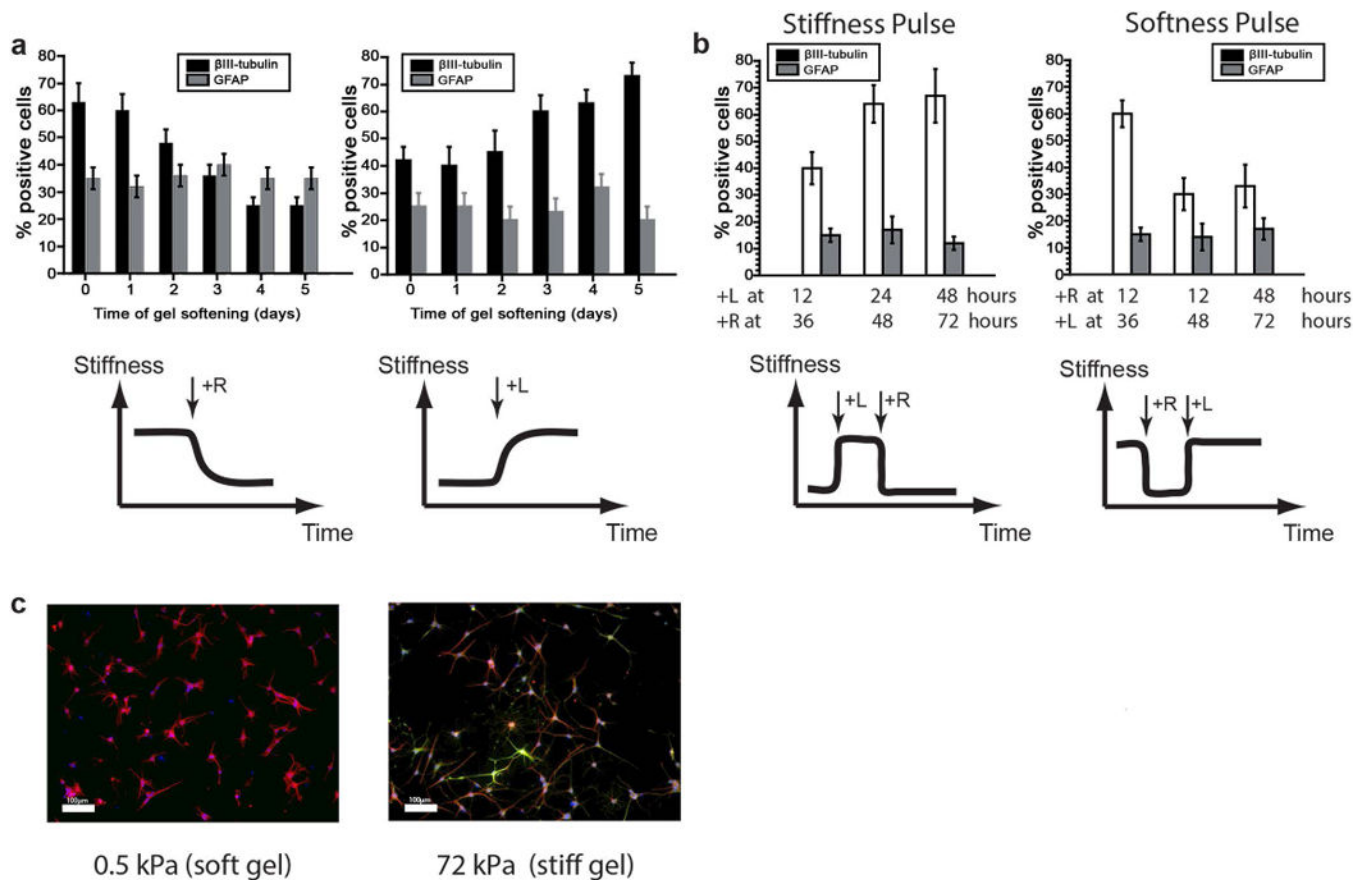 a
80
70
60
50
40
30
20
10
0
% positive cells
βIII-tubulin
GFAP
0 1 2 3 4 5
Time of gel softening (days)
80
70
60
50
40
30
20
10
0
% positive cells
βIII-tubulin
GFAP
0 1 2 3 4 5
Time of gel softening (days)
Stiffness
+R
Time
Stiffness
+L
Time
b
Stiffness Pulse
80
70
60
50
40
30
20
10
0
% positive cells
βIII-tubulin
GFAP
+L at 12 24 48 hours
+R at 36 48 72 hours
Softness Pulse
80
70
60
50
40
30
20
10
0
% positive cells
βIII-tubulin
GFAP
+R at 12 12 48 hours
+L at 36 48 72 hours
Stiffness
+L +R
Time
Stiffness
+R +L
Time
c
100µm
0.5 kPa (soft gel)
100µm
72 kPa (stiff gel)